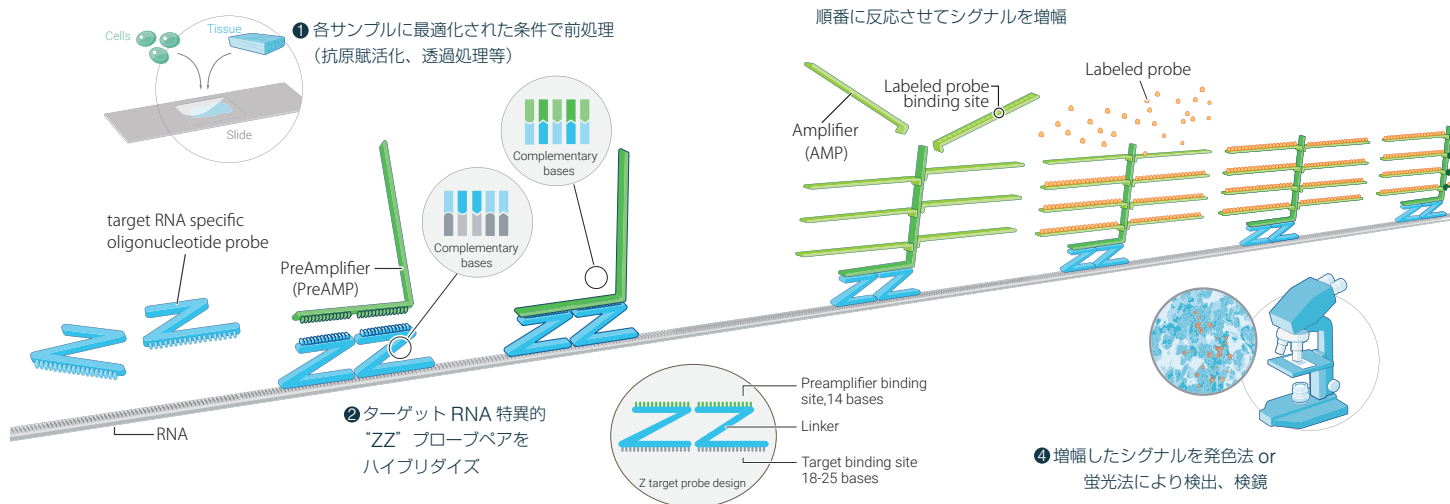 Cells
Tissue
Slide
❶ 各サンプルに最適化された条件で前処理
（抗原賦活化、透過処理等）
target RNA specific
oligonucleotide probe
PreAmplifier
(PreAMP)
Complementary
bases
Complementary
bases
RNA
❷ ターゲット RNA 特異的
“ZZ” プローブペアを
ハイブリダイズ
順番に反応させてシグナルを増幅
Amplifier
(AMP)
Labeled probe
binding site
Labeled probe
Preamplifier binding
site,14 bases
Linker
Target binding site
18-25 bases
Z target probe design
❹ 増幅したシグナルを発色法 or
蛍光法により検出、検鏡